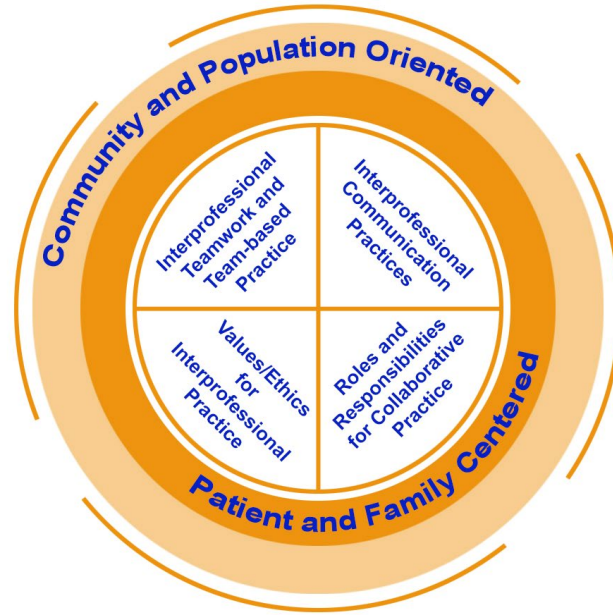 Community and Population Oriented
Interprofessional
Teamwork and
Team-based
Practice
Interprofessional
Communication
Practices
Values/Ethics
for
Interprofessional
Practice
Roles and
Responsibilities
for Collaborative
Practice
Patient and Family Centered